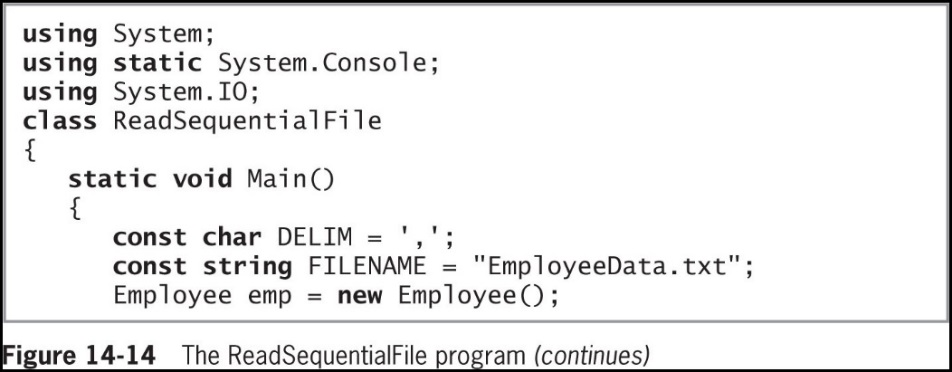 using System;
using static System.Console;
using System.IO;
class ReadSequentialFile
{
static void Main()
{
const char DELIM = ',';
const string FILENAME = "EmployeeData.txt";
Employee emp = new Employee();
Figure 14-14 The ReadSequentialFile program (continues)